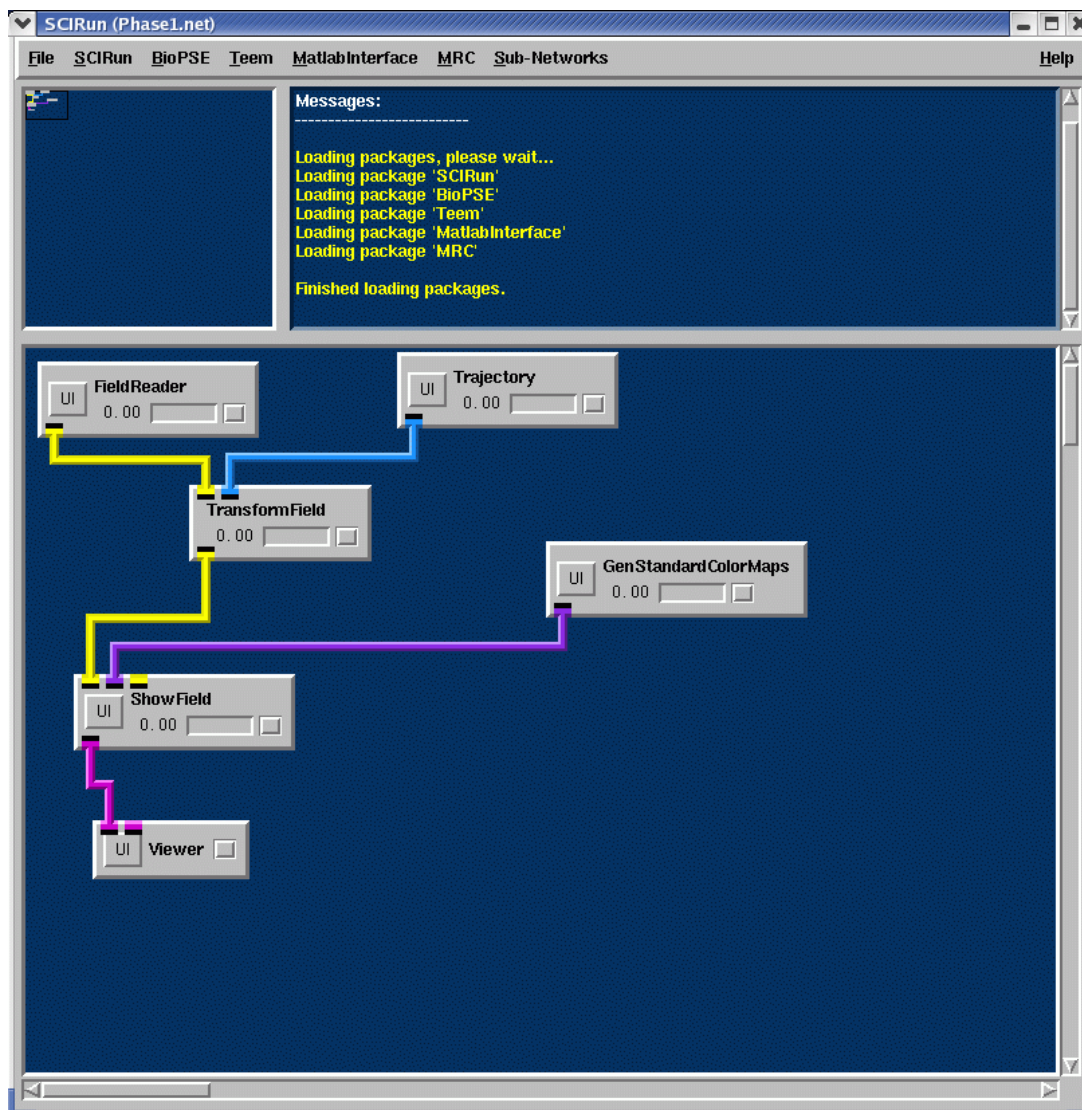 SCIRun (Phase1.net)
File SCIRun BioPSE Teem MatlabInterface MRC Sub-Networks Help
Messages:
--------------------------
Loading packages, please wait...
Loading package 'SCIRun'
Loading package 'BioPSE'
Loading package 'Teem'
Loading package 'MatlabInterface'
Loading package 'MRC'
Finished loading packages.
UI FieldReader
0.00
UI Trajectory
0.00
TransformField
0.00
UI GenStandardColorMaps
0.00
UI ShowField
0.00
UI Viewer